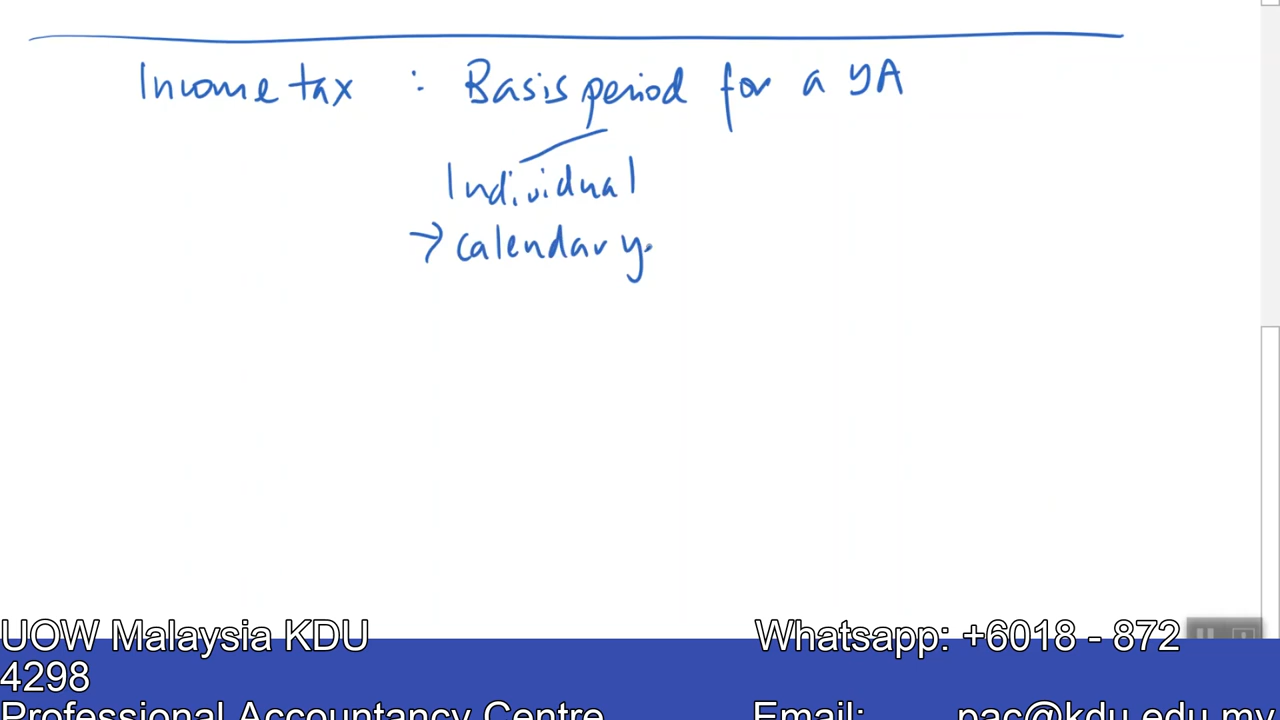 Income tax : Basis period for a YA
Individual
→ calendar y
UOW Malaysia KDU Whatsapp: +6018 - 872
4298
Professional Accountancy Centre Email: pac@kdu.edu.my